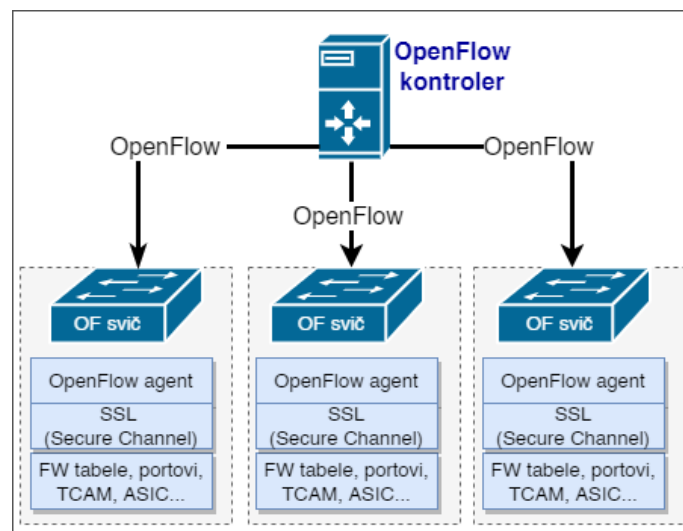 OpenFlow
kontroler
OpenFlow
OpenFlow
OpenFlow
OF svič
OF svič
OF svič
OpenFlow agent
SSL
(Secure Channel)
FW tabele, portovi,
TCAM, ASIC...
OpenFlow agent
SSL
(Secure Channel)
FW tabele, portovi,
TCAM, ASIC...
OpenFlow agent
SSL
(Secure Channel)
FW tabele, portovi,
TCAM, ASIC...